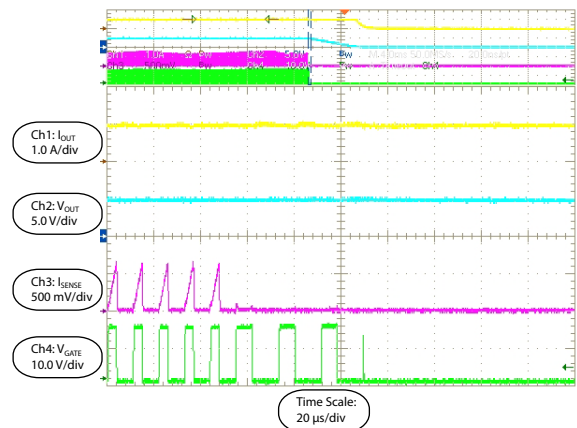 Ch1: IOUT
1.0 A/div
Ch2: VOUT
5.0 V/div
Ch3: ISENSE
500 mV/div
Ch4: VGATE
10.0 V/div
Time Scale:
20 µs/div